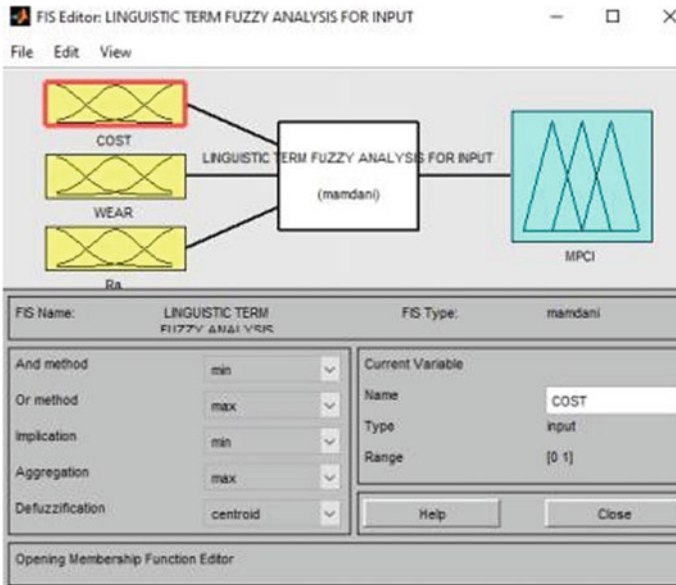 FIS Editor: LINGUISTIC TERM FUZZY ANALYSIS FOR INPUT
File Edit View
COST
WEAR
Ra
LINGUISTIC TERM FUZZY ANALYSIS FOR INPUT
(mamdani)
MPCI
FIS Name: LINGUISTIC TERM
FUZZY ANALYSIS
FIS Type: mamdani
And method min
Or method max
Implication min
Aggregation max
Defuzzification centroid
Current Variable
Name COST
Type input
Range [0 1]
Help Close
Opening Membership Function Editor